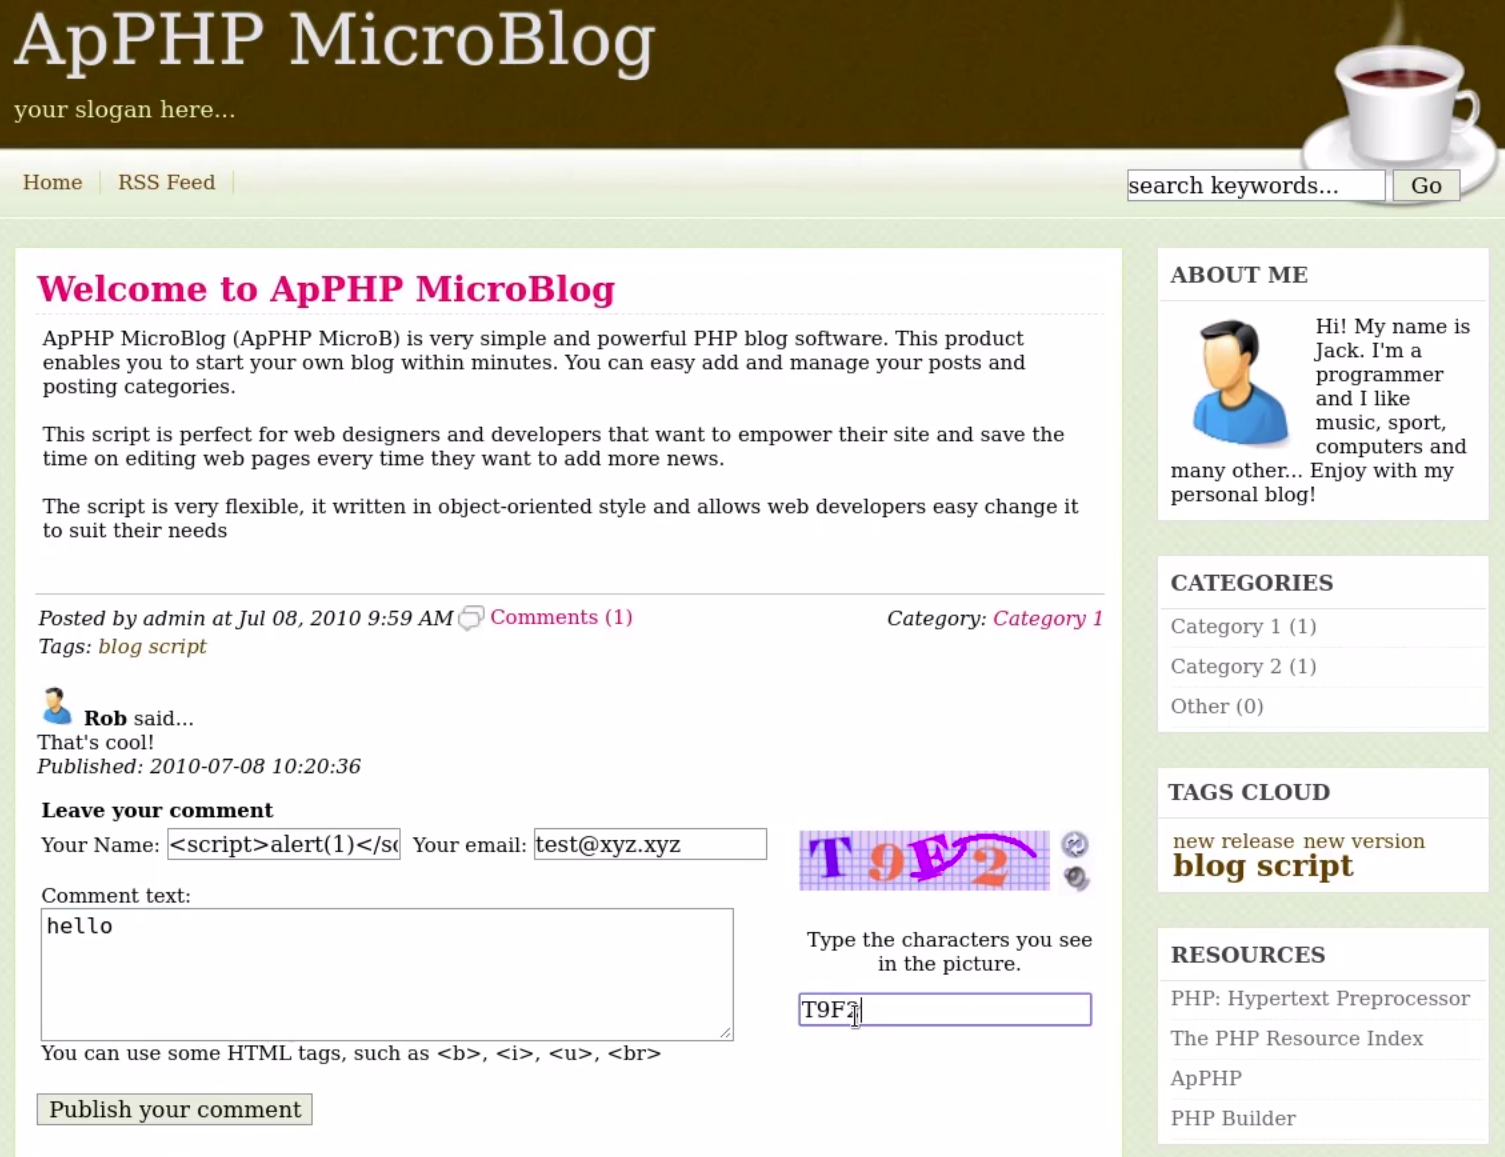 ApPHP MicroBlog
your slogan here...
Home
RSS Feed
search keywords...
Go
Welcome to ApPHP MicroBlog
ApPHP MicroBlog (ApPHP MicroB) is very simple and powerful PHP blog software. This product
enables you to start your own blog within minutes. You can easy add and manage your posts and
posting categories.
This script is perfect for web designers and developers that want to empower their site and save the
time on editing web pages every time they want to add more news.
The script is very flexible, it written in object-oriented style and allows web developers easy change it
to suit their needs
Posted by admin at Jul 08, 2010 9:59 AM Comments (1)
Category: Category 1
Tags: blog script
Rob said...
That's cool!
Published: 2010-07-08 10:20:36
Leave your comment
Your Name: <script>alert(1)</sc
Your email: test@xyz.xyz
T9F2
Comment text:
hello
Type the characters you see
in the picture.
T9F2
You can use some HTML tags, such as <b>, <i>, <u>, <br>
Publish your comment
ABOUT ME
Hi! My name is
Jack. I'm a
programmer
and I like
music, sport,
computers and
many other... Enjoy with my
personal blog!
CATEGORIES
Category 1 (1)
Category 2 (1)
Other (0)
TAGS CLOUD
new release new version
blog script
RESOURCES
PHP: Hypertext Preprocessor
The PHP Resource Index
ApPHP
PHP Builder